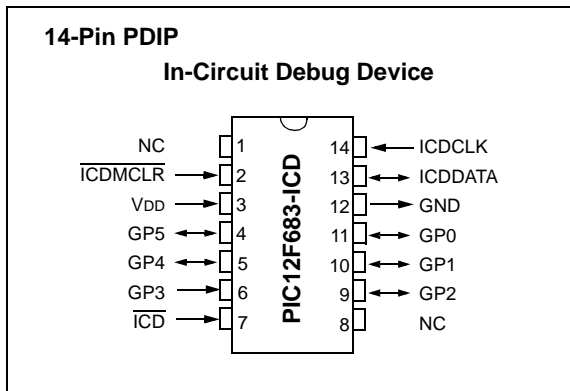 14-Pin PDIP
In-Circuit Debug Device
NC 1
ICDMCLR 2
VDD 3
GP5 4
GP4 5
GP3 6
ICD 7
PIC12F683-ICD
14 ICDCLK
13 ICDDATA
12 GND
11 GP0
10 GP1
9 GP2
8 NC